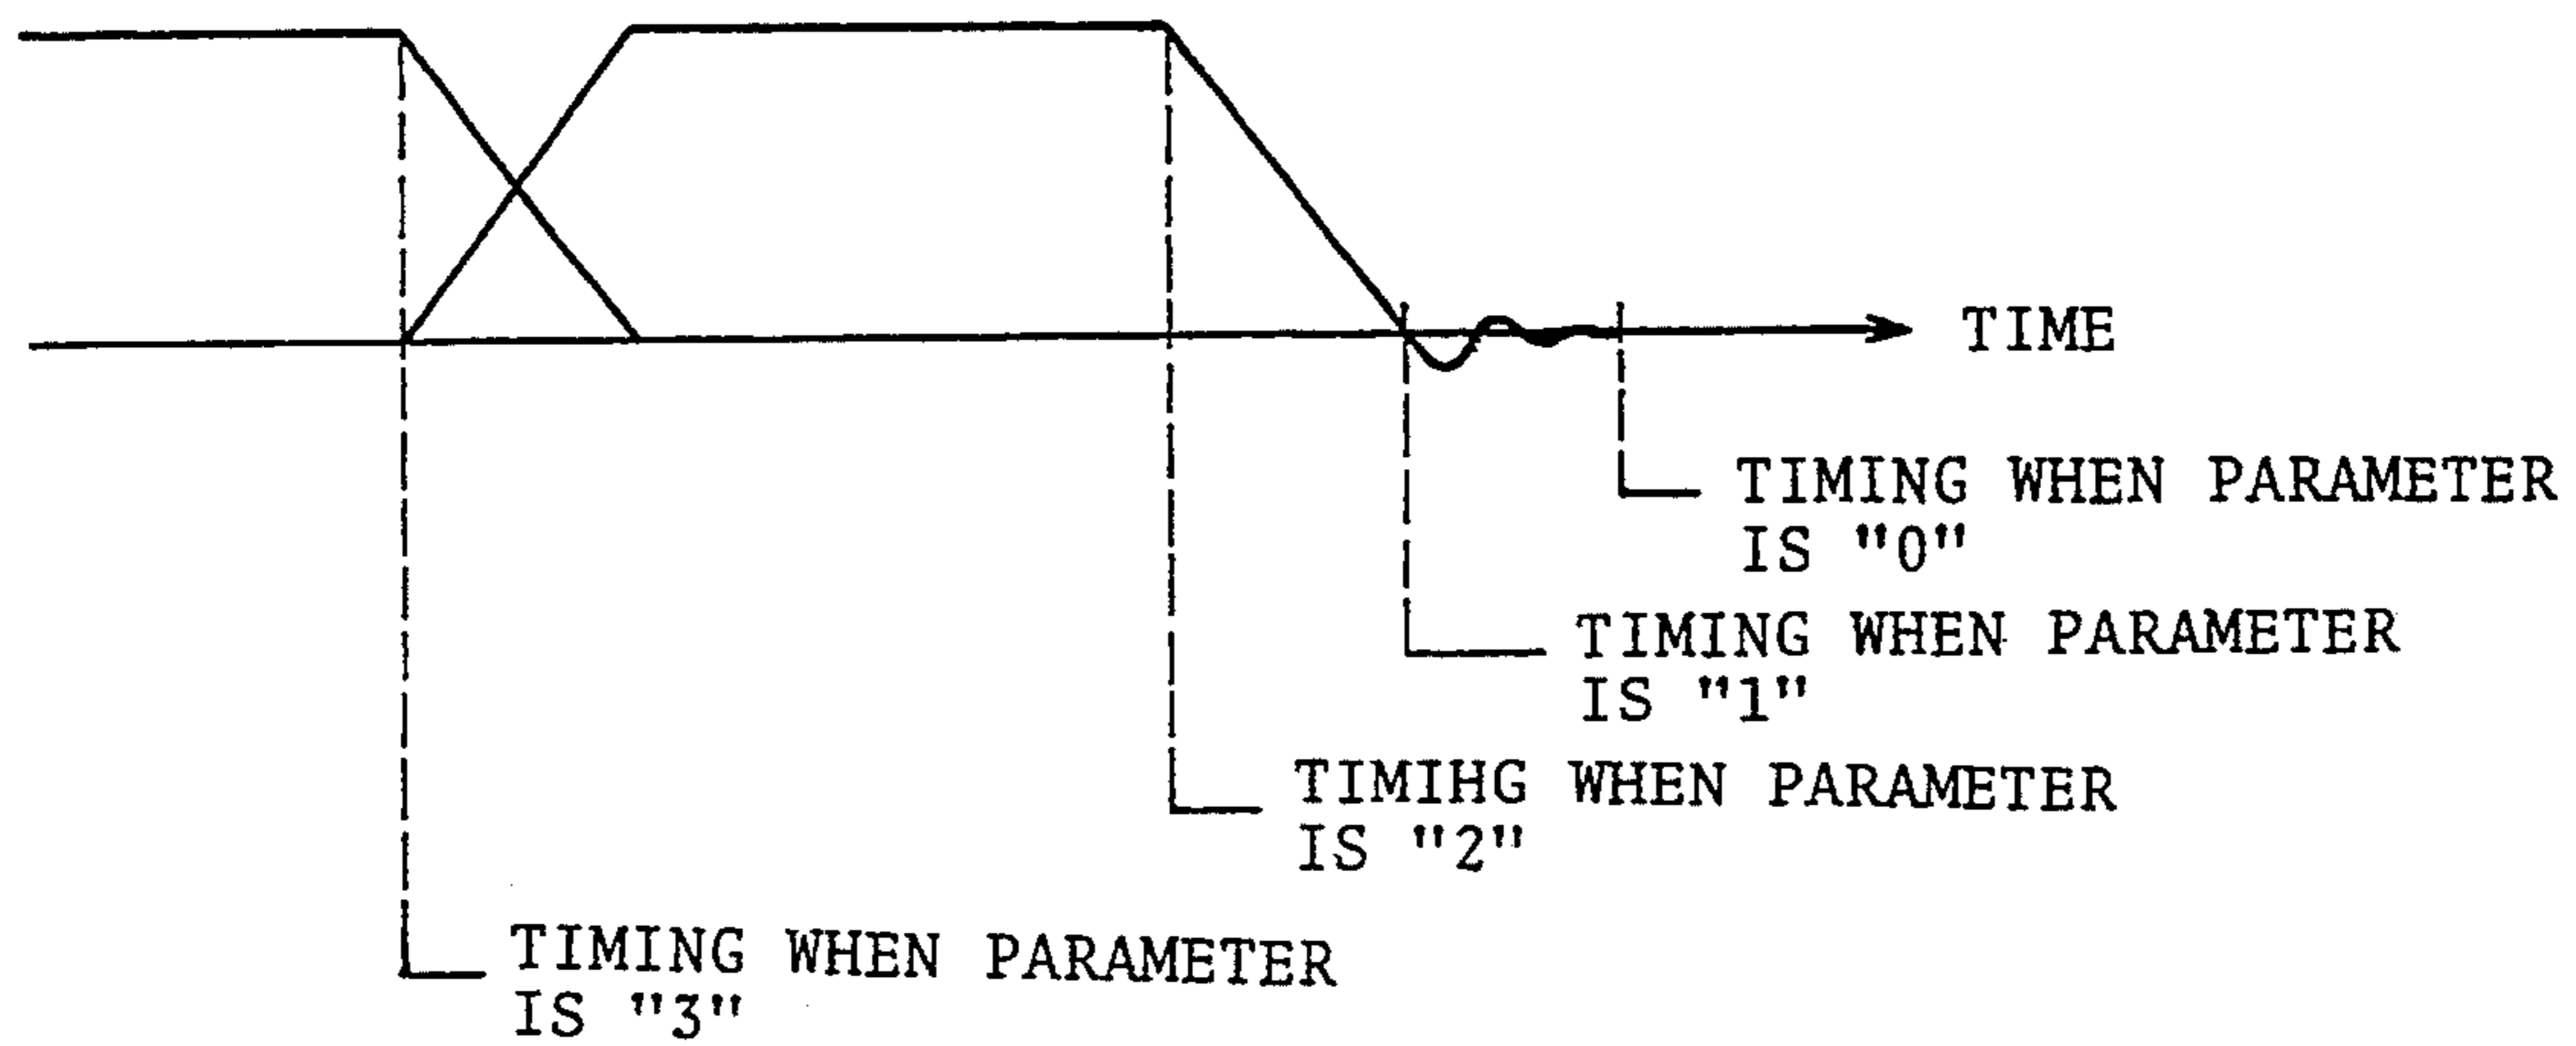 TIME
TIMING WHEN PARAMETER
IS "0"
TIMING WHEN PARAMETER
IS "1"
TIMIHG WHEN PARAMETER
IS "2"
TIMING WHEN PARAMETER
IS "3"